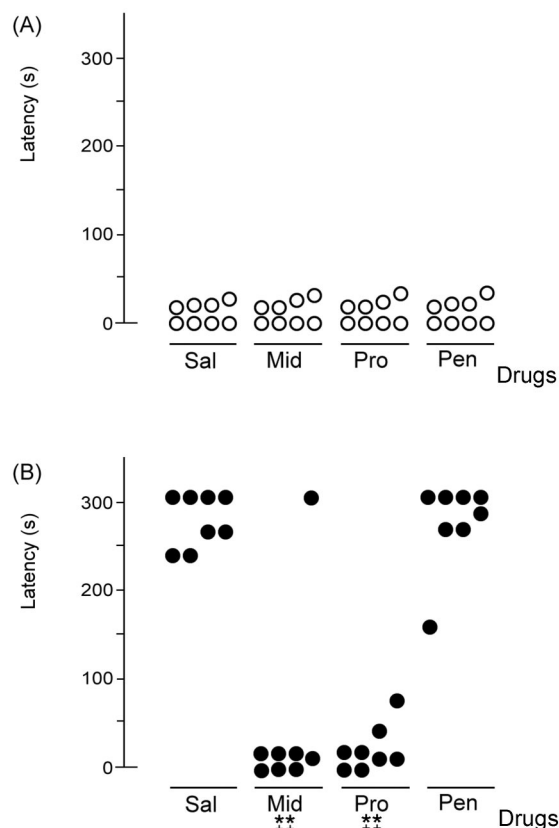 (A)
Latency (s)
300
200
100
0
Sal Mid Pro Pen
Drugs
(B)
Latency (s)
300
200
100
0
Sal Mid Pro Pen
** **
Drugs